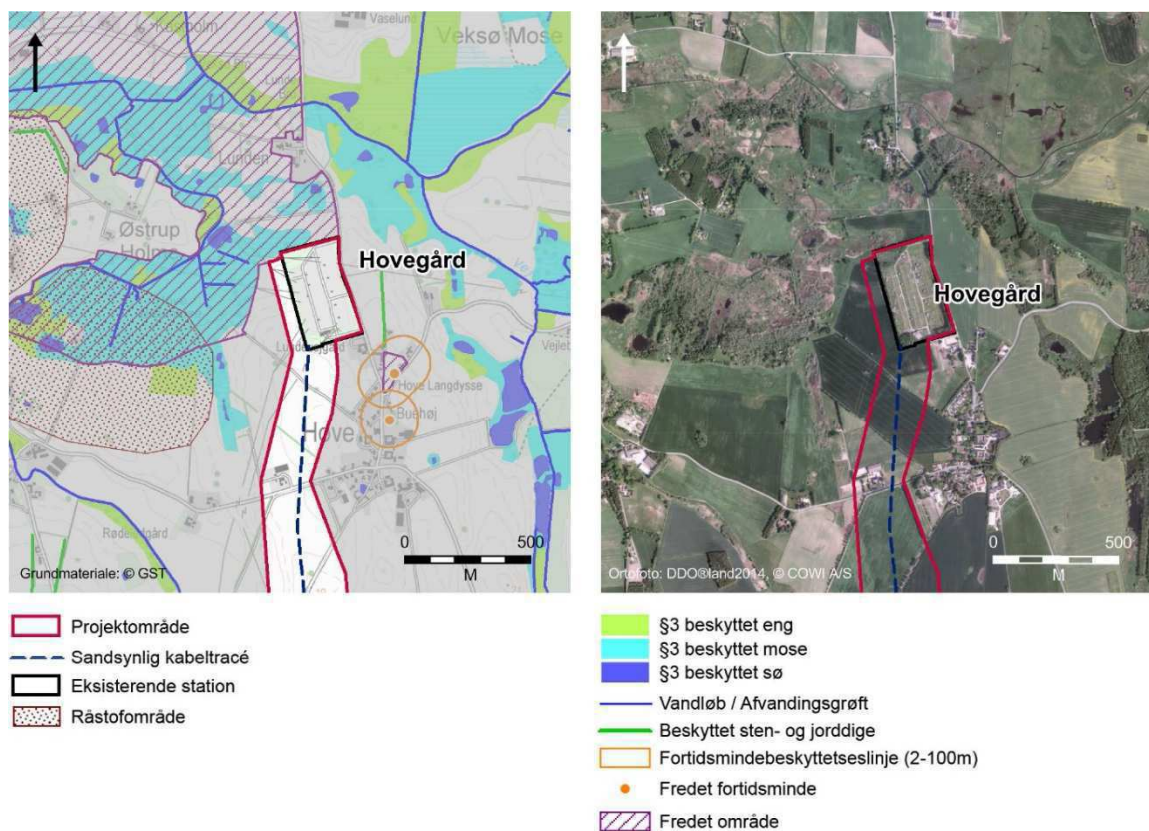 Vaselund
Veksø Mose
Lunden
Østrup
Holme
Hovegård
Hove Langdysse
Buehøj
Hove
0 500
M
Grundmateriale: © GST
Hovegård
0 500
M
Ortofoto: DDO®land2014, © COWI A/S
Projektområde
Sandsynlig kabeltracé
Eksisterende station
Råstofområde
§3 beskyttet eng
§3 beskyttet mose
§3 beskyttet sø
Vandløb / Afvandingsgrøft
Beskyttet sten- og jorddige
Fortidsmindebeskyttetseslinje (2-100m)
Fredet fortidsminde
Fredet område